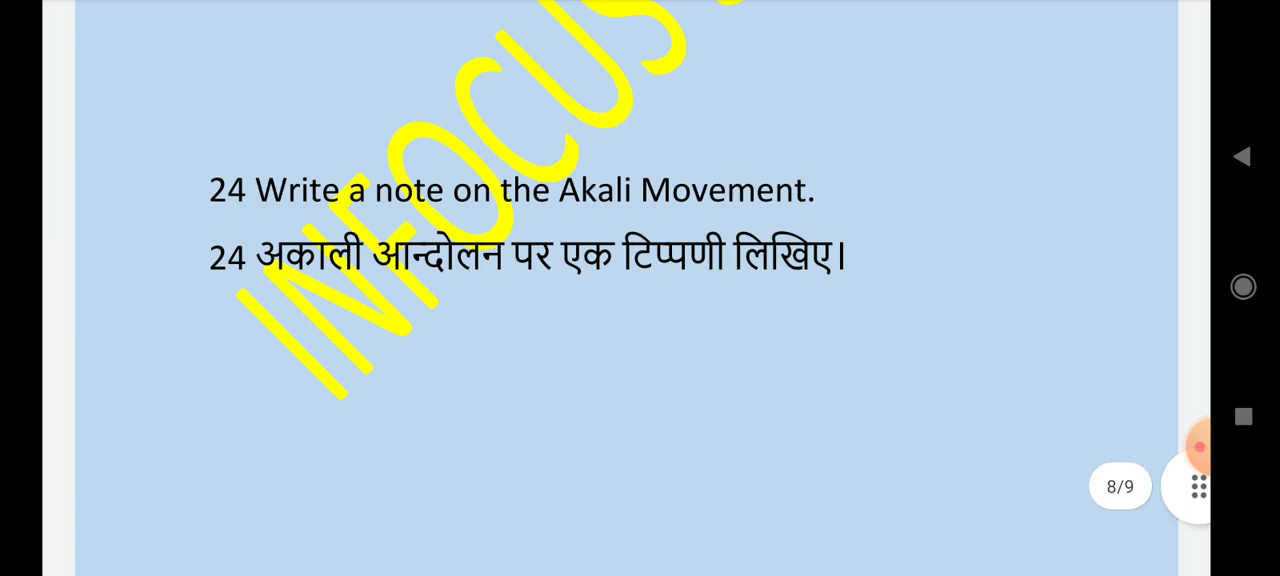 INFOCUS
24 Write a note on the Akali Movement.
24 अकाली आन्दोलन पर एक टिप्पणी लिखिए।
8/9